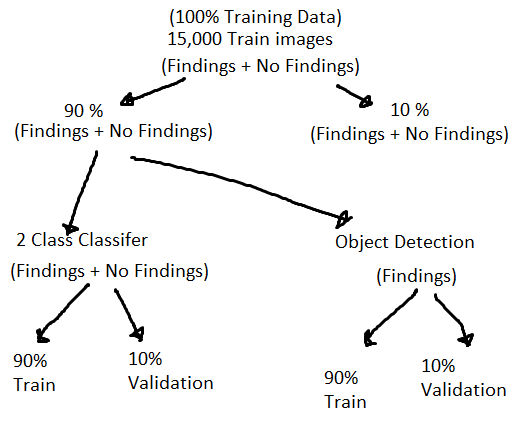 (100% Training Data)
15,000 Train images
(Findings + No Findings)
90 %
(Findings + No Findings)
10 %
(Findings + No Findings)
2 Class Classifer
(Findings + No Findings)
Object Detection
(Findings)
90%
Train
10%
Validation
90%
Train
10%
Validation